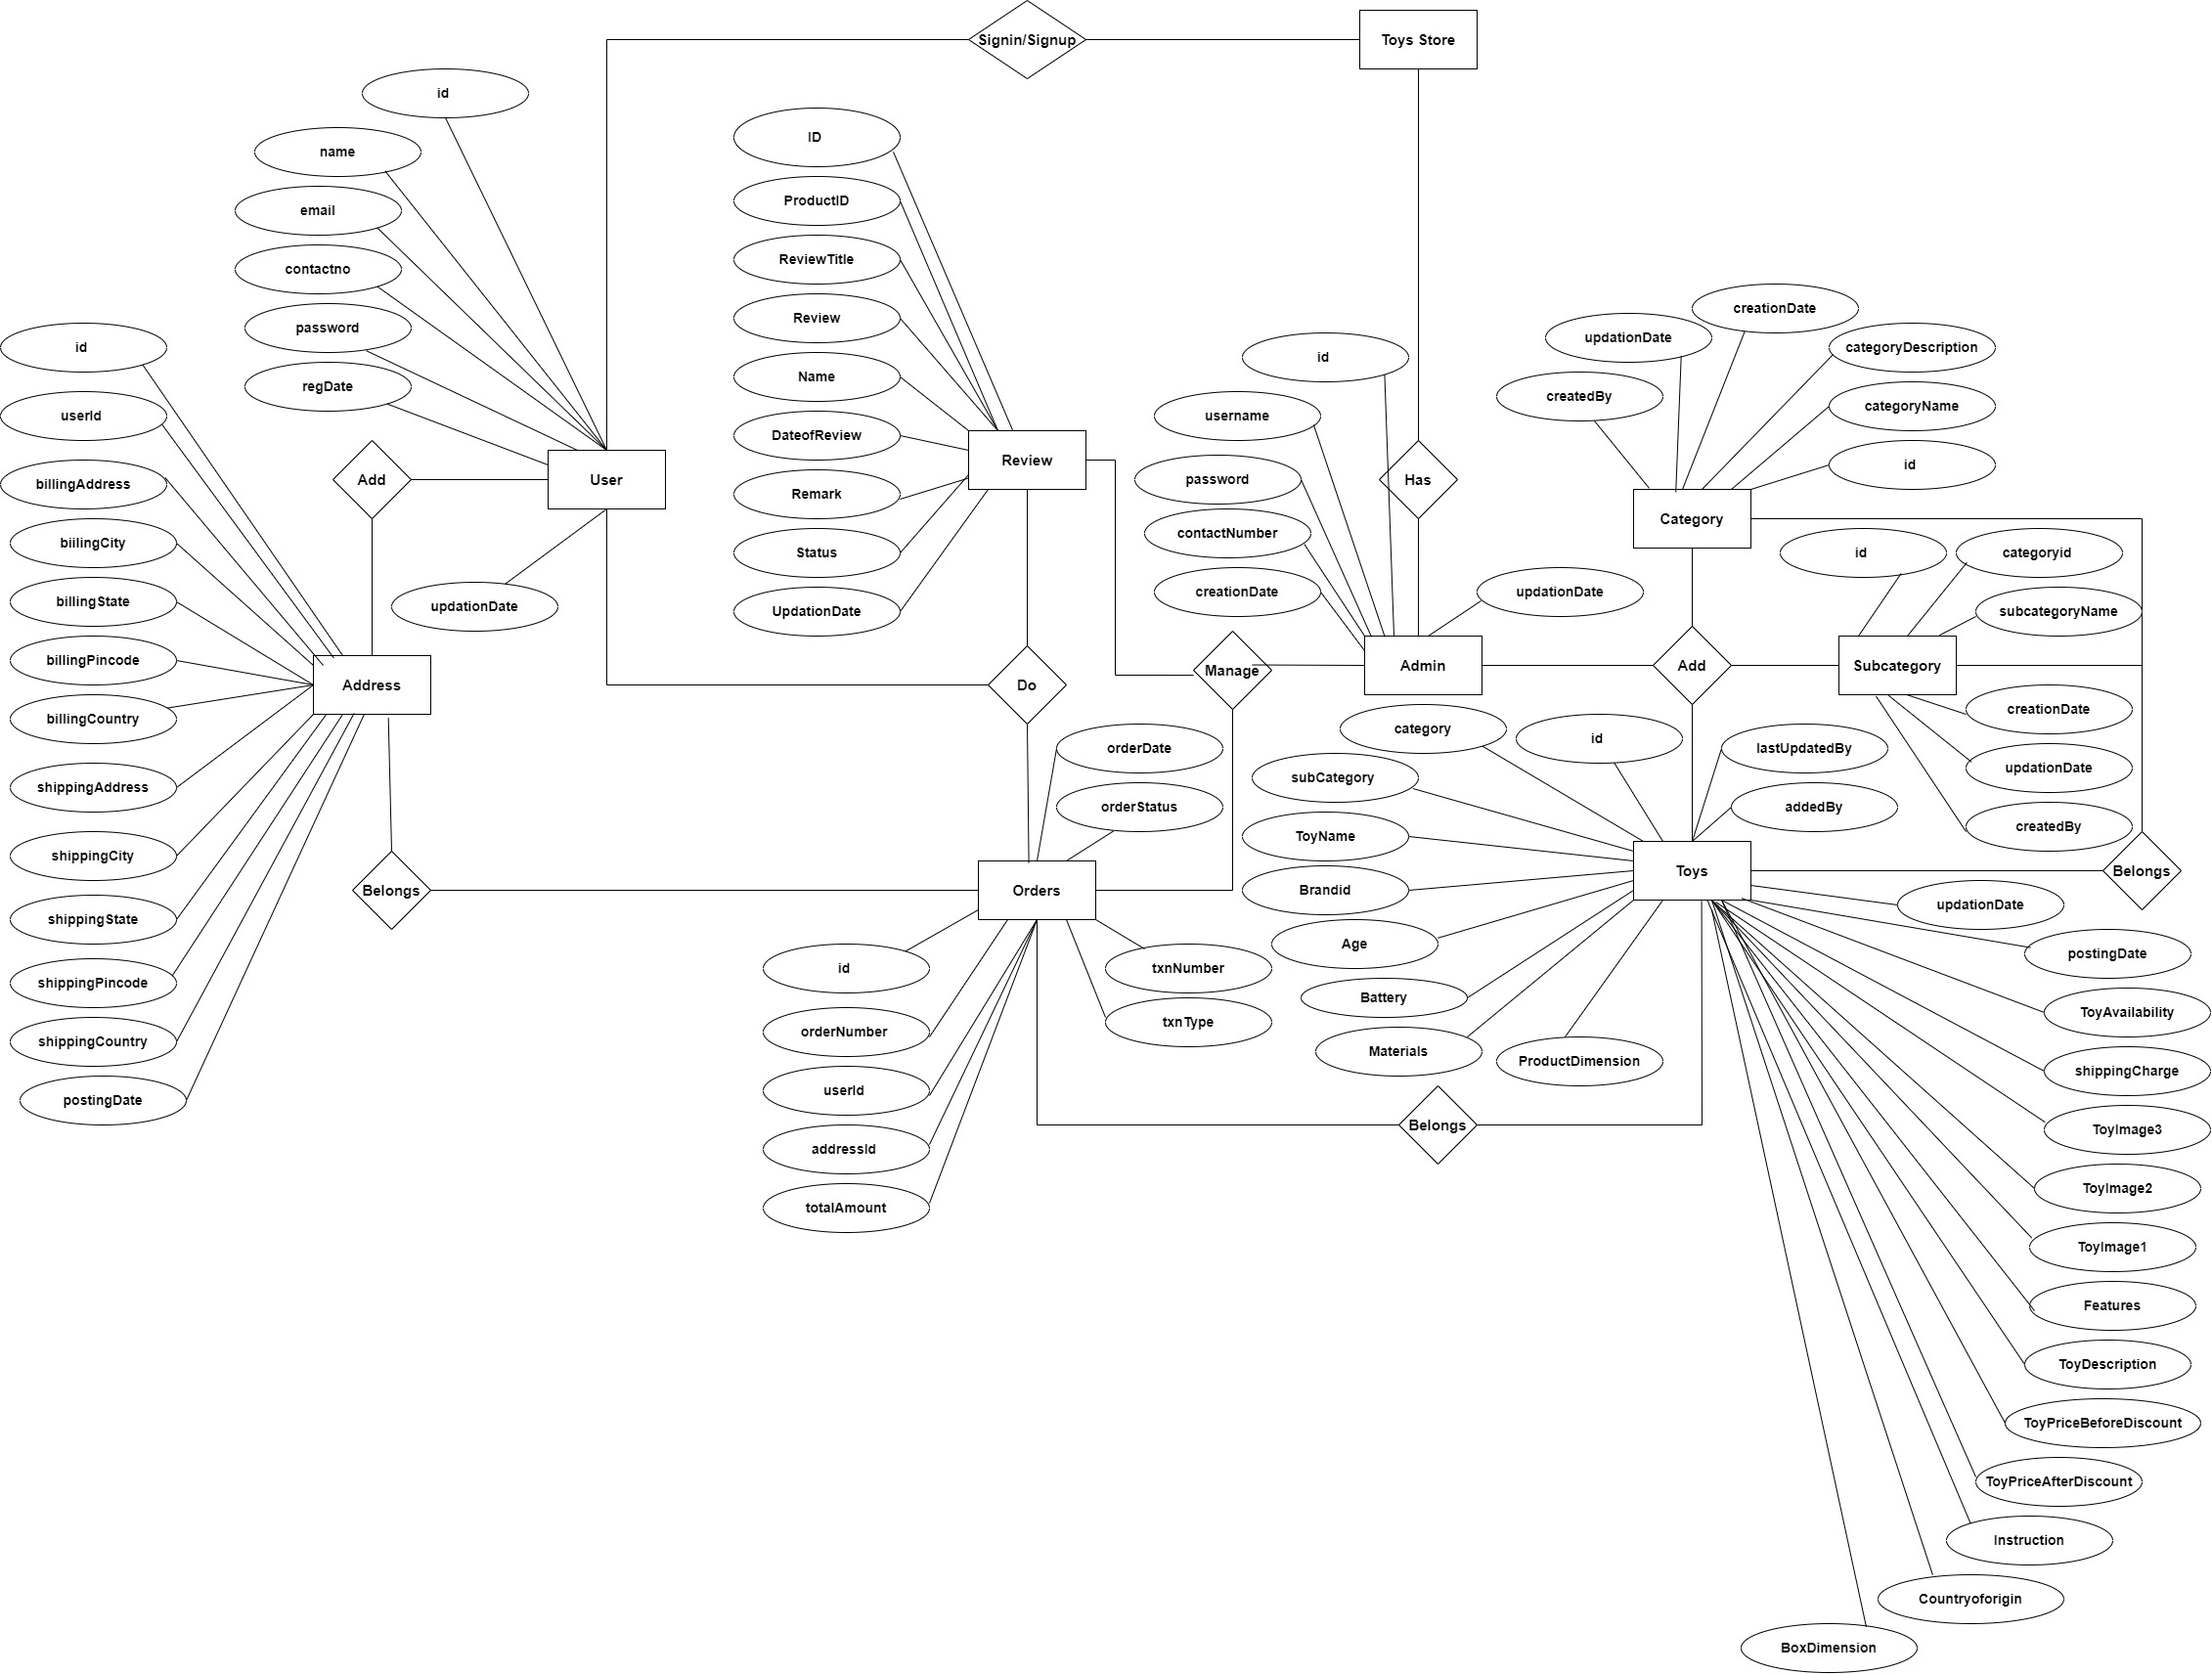 Signin/Signup
Toys Store
id
name
email
contactno
password
regDate
User
updationDate
Add
id
userId
billingAddress
biilingCity
billingState
billingPincode
billingCountry
shippingAddress
shippingCity
shippingState
shippingPincode
shippingCountry
postingDate
Address
Belongs
ID
ProductID
ReviewTitle
Review
Name
DateofReview
Remark
Status
UpdationDate
Review
Do
Manage
Has
id
username
password
contactNumber
creationDate
updationDate
Admin
createdBy
updationDate
creationDate
categoryDescription
categoryName
id
Category
Add
id
categoryid
subcategoryName
Subcategory
creationDate
updationDate
createdBy
Belongs
orderDate
orderStatus
Orders
id
orderNumber
userId
addressId
totalAmount
txnNumber
txnType
Belongs
category
id
lastUpdatedBy
addedBy
subCategory
ToyName
Brandid
Age
Battery
Materials
ProductDimension
Toys
updationDate
postingDate
ToyAvailability
shippingCharge
ToyImage3
ToyImage2
ToyImage1
Features
ToyDescription
ToyPriceBeforeDiscount
ToyPriceAfterDiscount
Instruction
Countryoforigin
BoxDimension